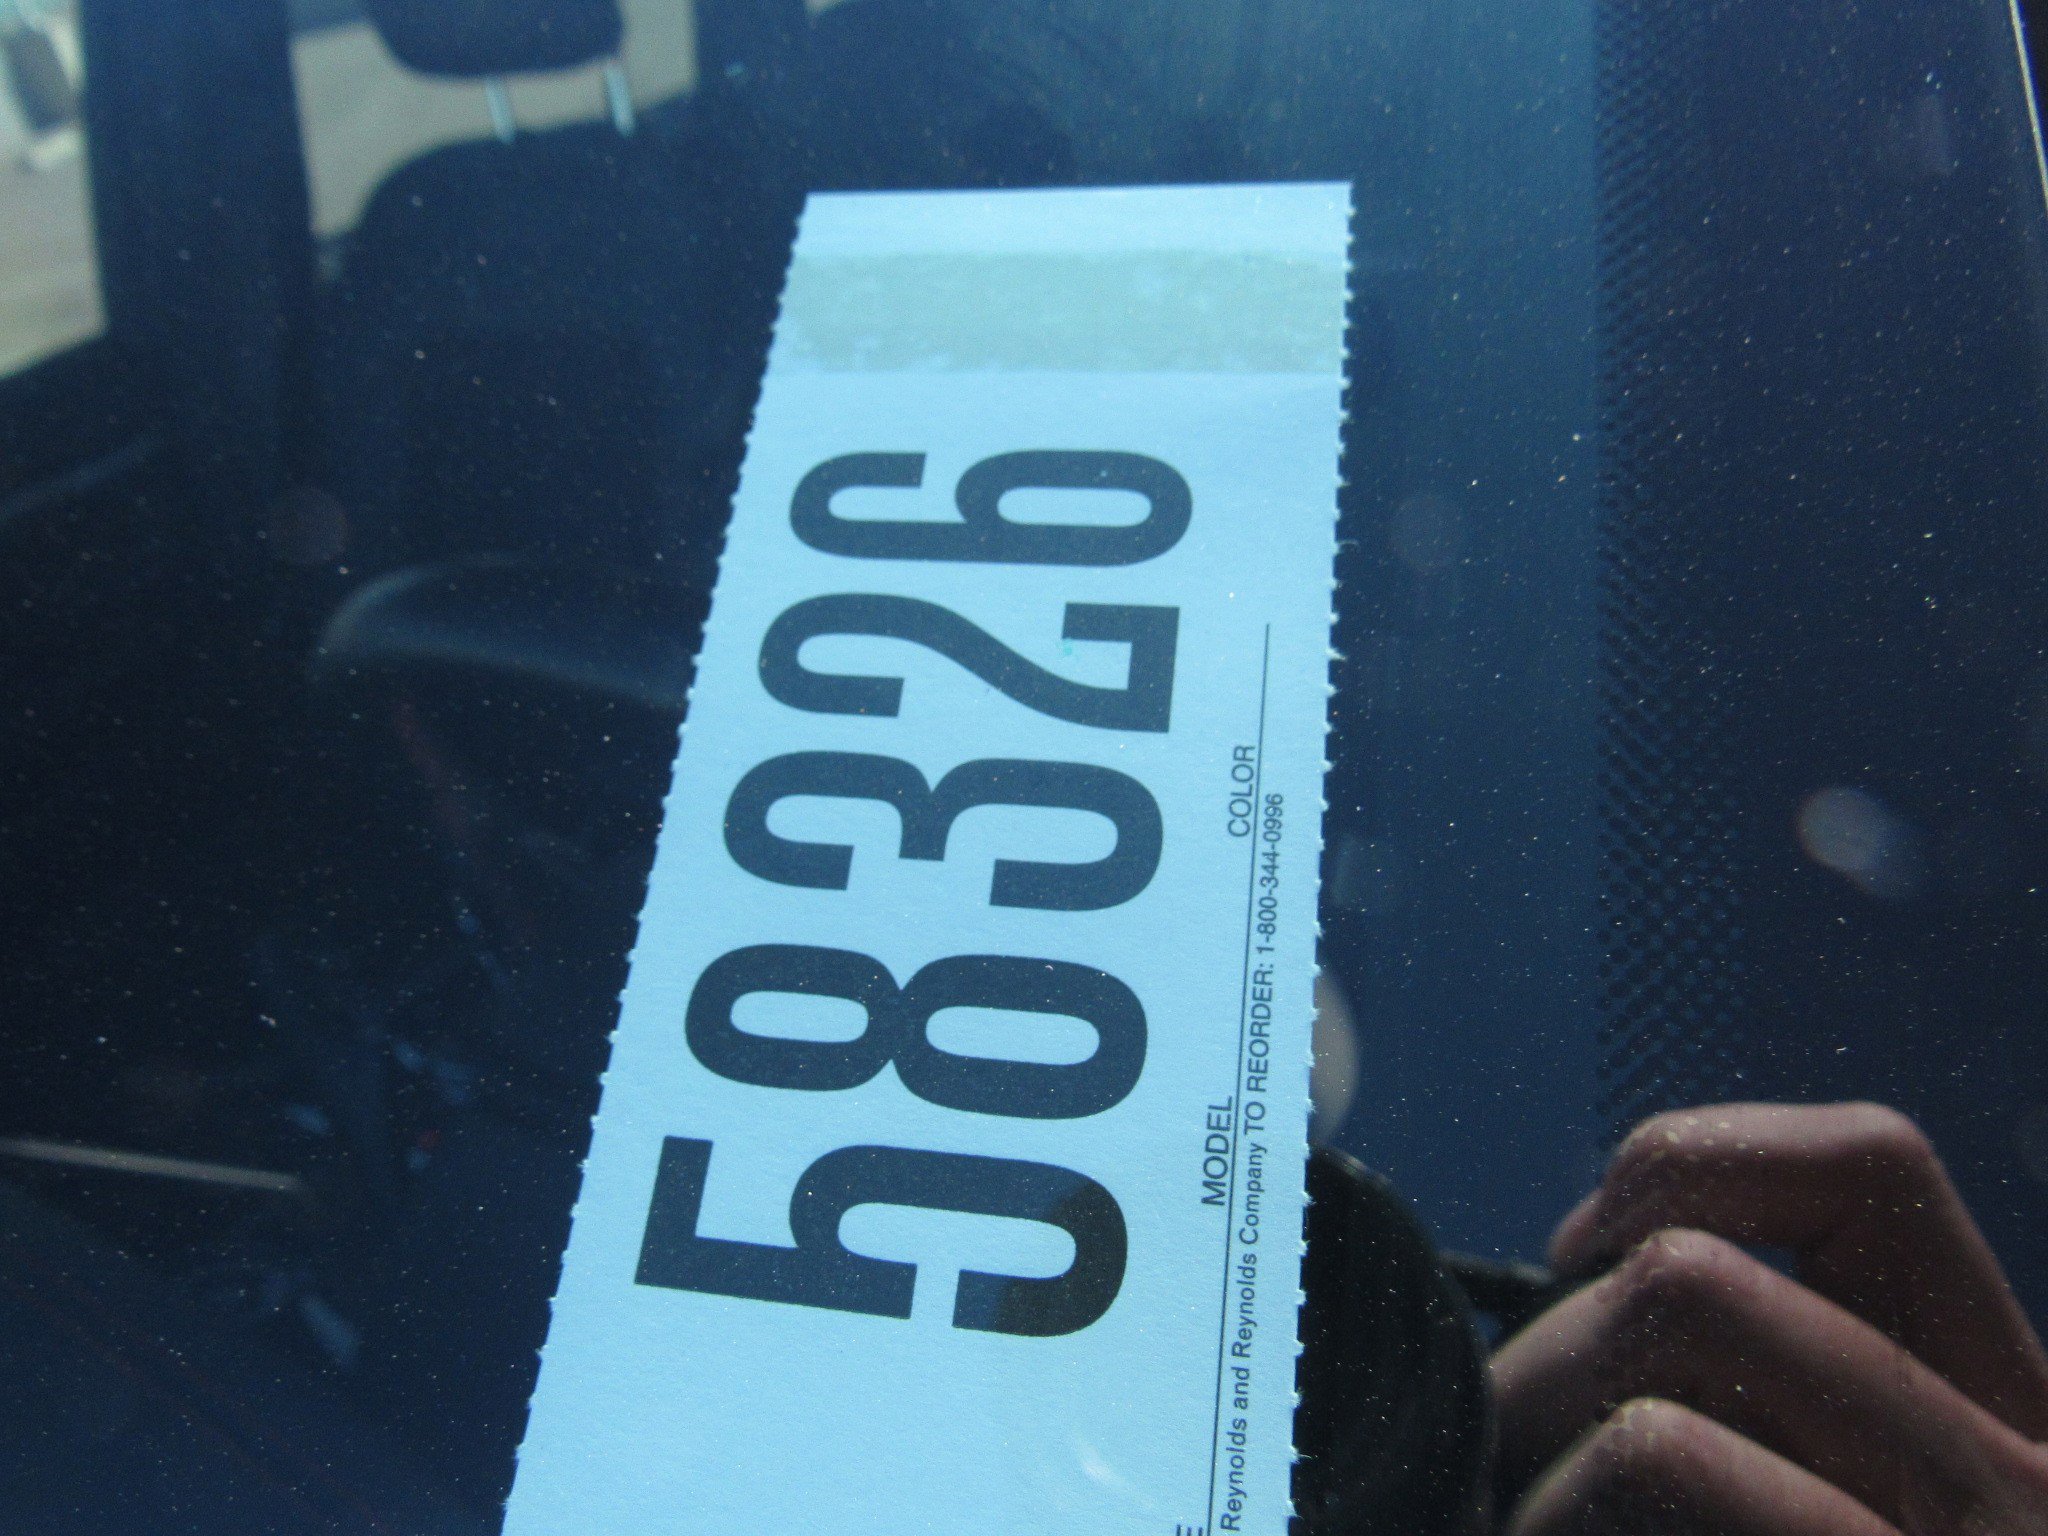 58326
MODEL COLOR
Reynolds and Reynolds Company TO REORDER: 1-800-344-0996